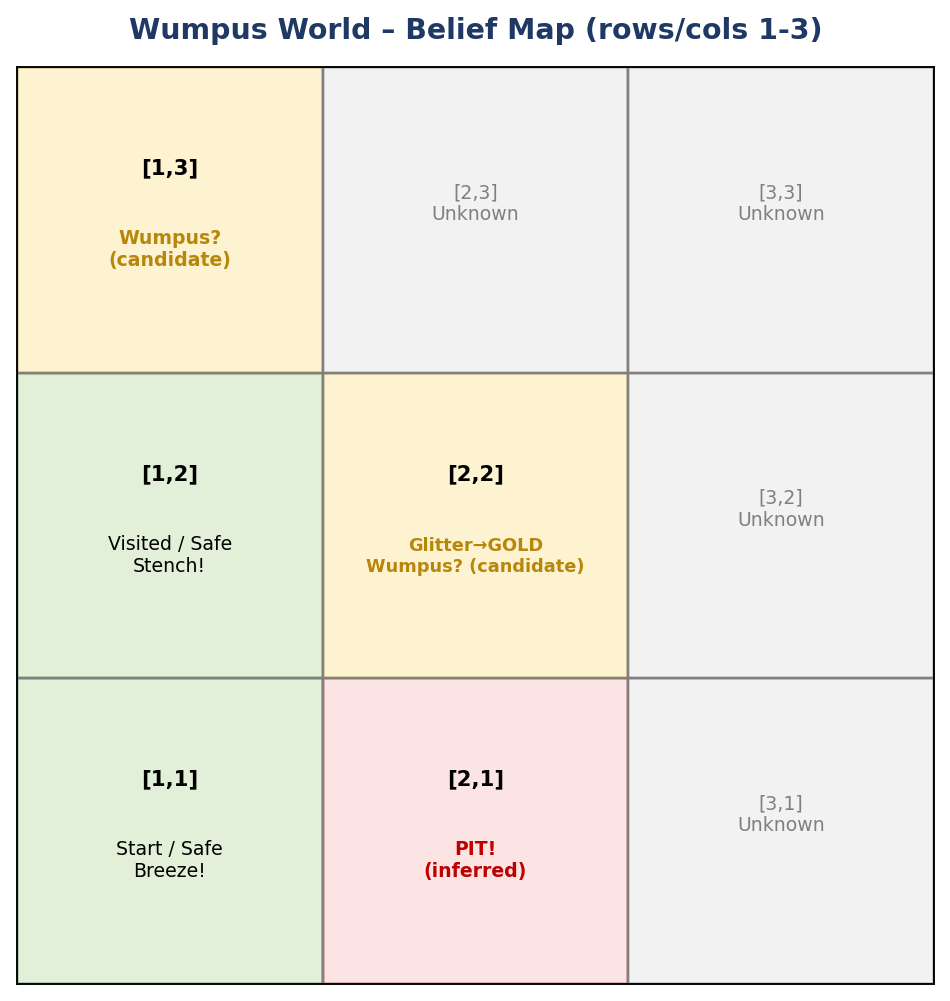 Wumpus World – Belief Map (rows/cols 1-3)
[1,3]
Wumpus?
(candidate)
[2,3]
Unknown
[3,3]
Unknown
[1,2]
Visited / Safe
Stench!
[2,2]
Glitter→GOLD
Wumpus? (candidate)
[3,2]
Unknown
[1,1]
Start / Safe
Breeze!
[2,1]
PIT!
(inferred)
[3,1]
Unknown